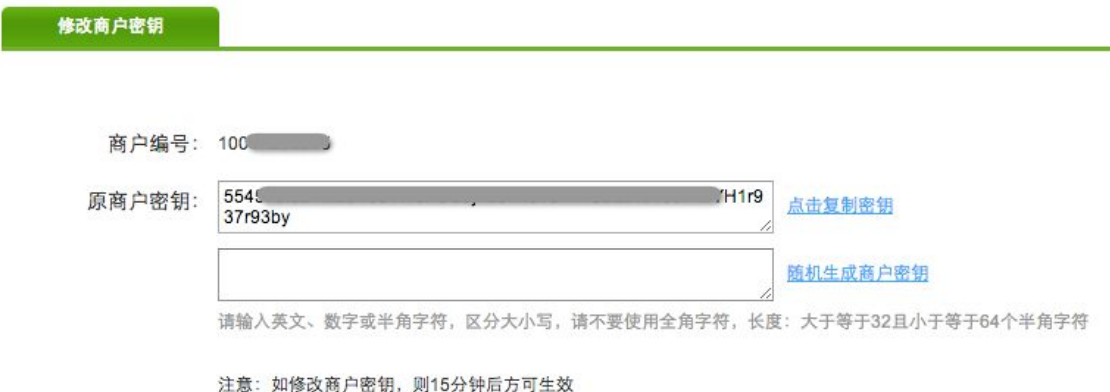 修改商户密钥
商户编号： 100
原商户密钥： 5545 H1r9
37r93by
点击复制密钥
随机生成商户密钥
请输入英文、数字或半角字符，区分大小写，请不要使用全角字符，长度：大于等于32且小于等于64个半角字符
注意：如修改商户密钥，则15分钟后方可生效